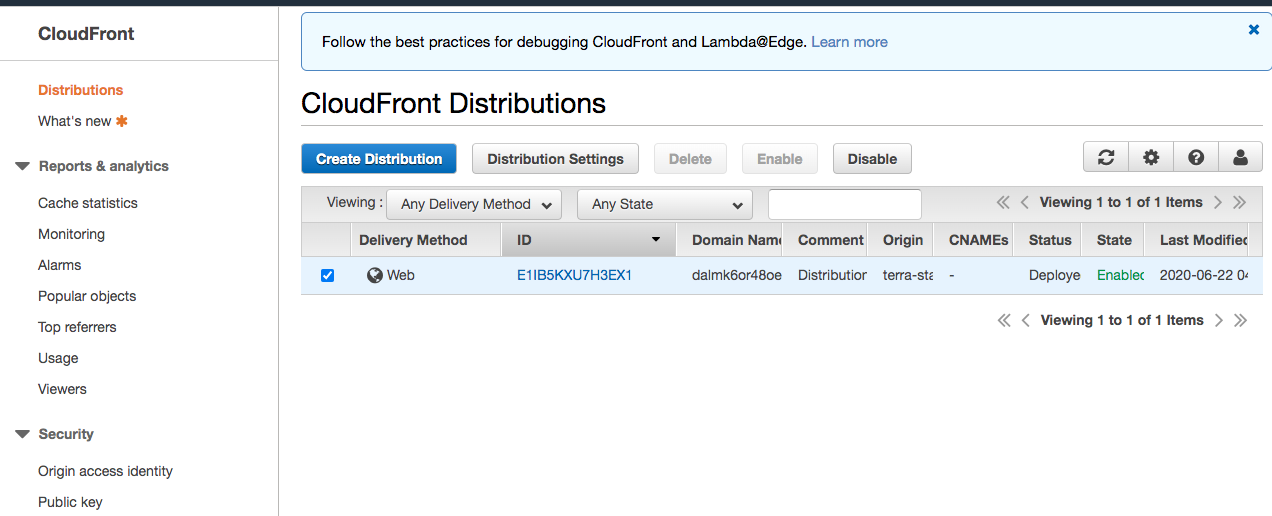 CloudFront
Distributions
What's new
Reports & analytics
Cache statistics
Monitoring
Alarms
Popular objects
Top referrers
Usage
Viewers
Security
Origin access identity
Public key
Follow the best practices for debugging CloudFront and Lambda@Edge. Learn more
CloudFront Distributions
Create Distribution Distribution Settings Delete Enable Disable
Viewing : Any Delivery Method Any State Viewing 1 to 1 of 1 Items
Delivery Method ID Domain Name Comment Origin CNAMEs Status State Last Modified
Web E1IB5KXU7H3EX1 dalmk6or48oe Distribution terra-sta - Deploye Enabled 2020-06-22 04
Viewing 1 to 1 of 1 Items